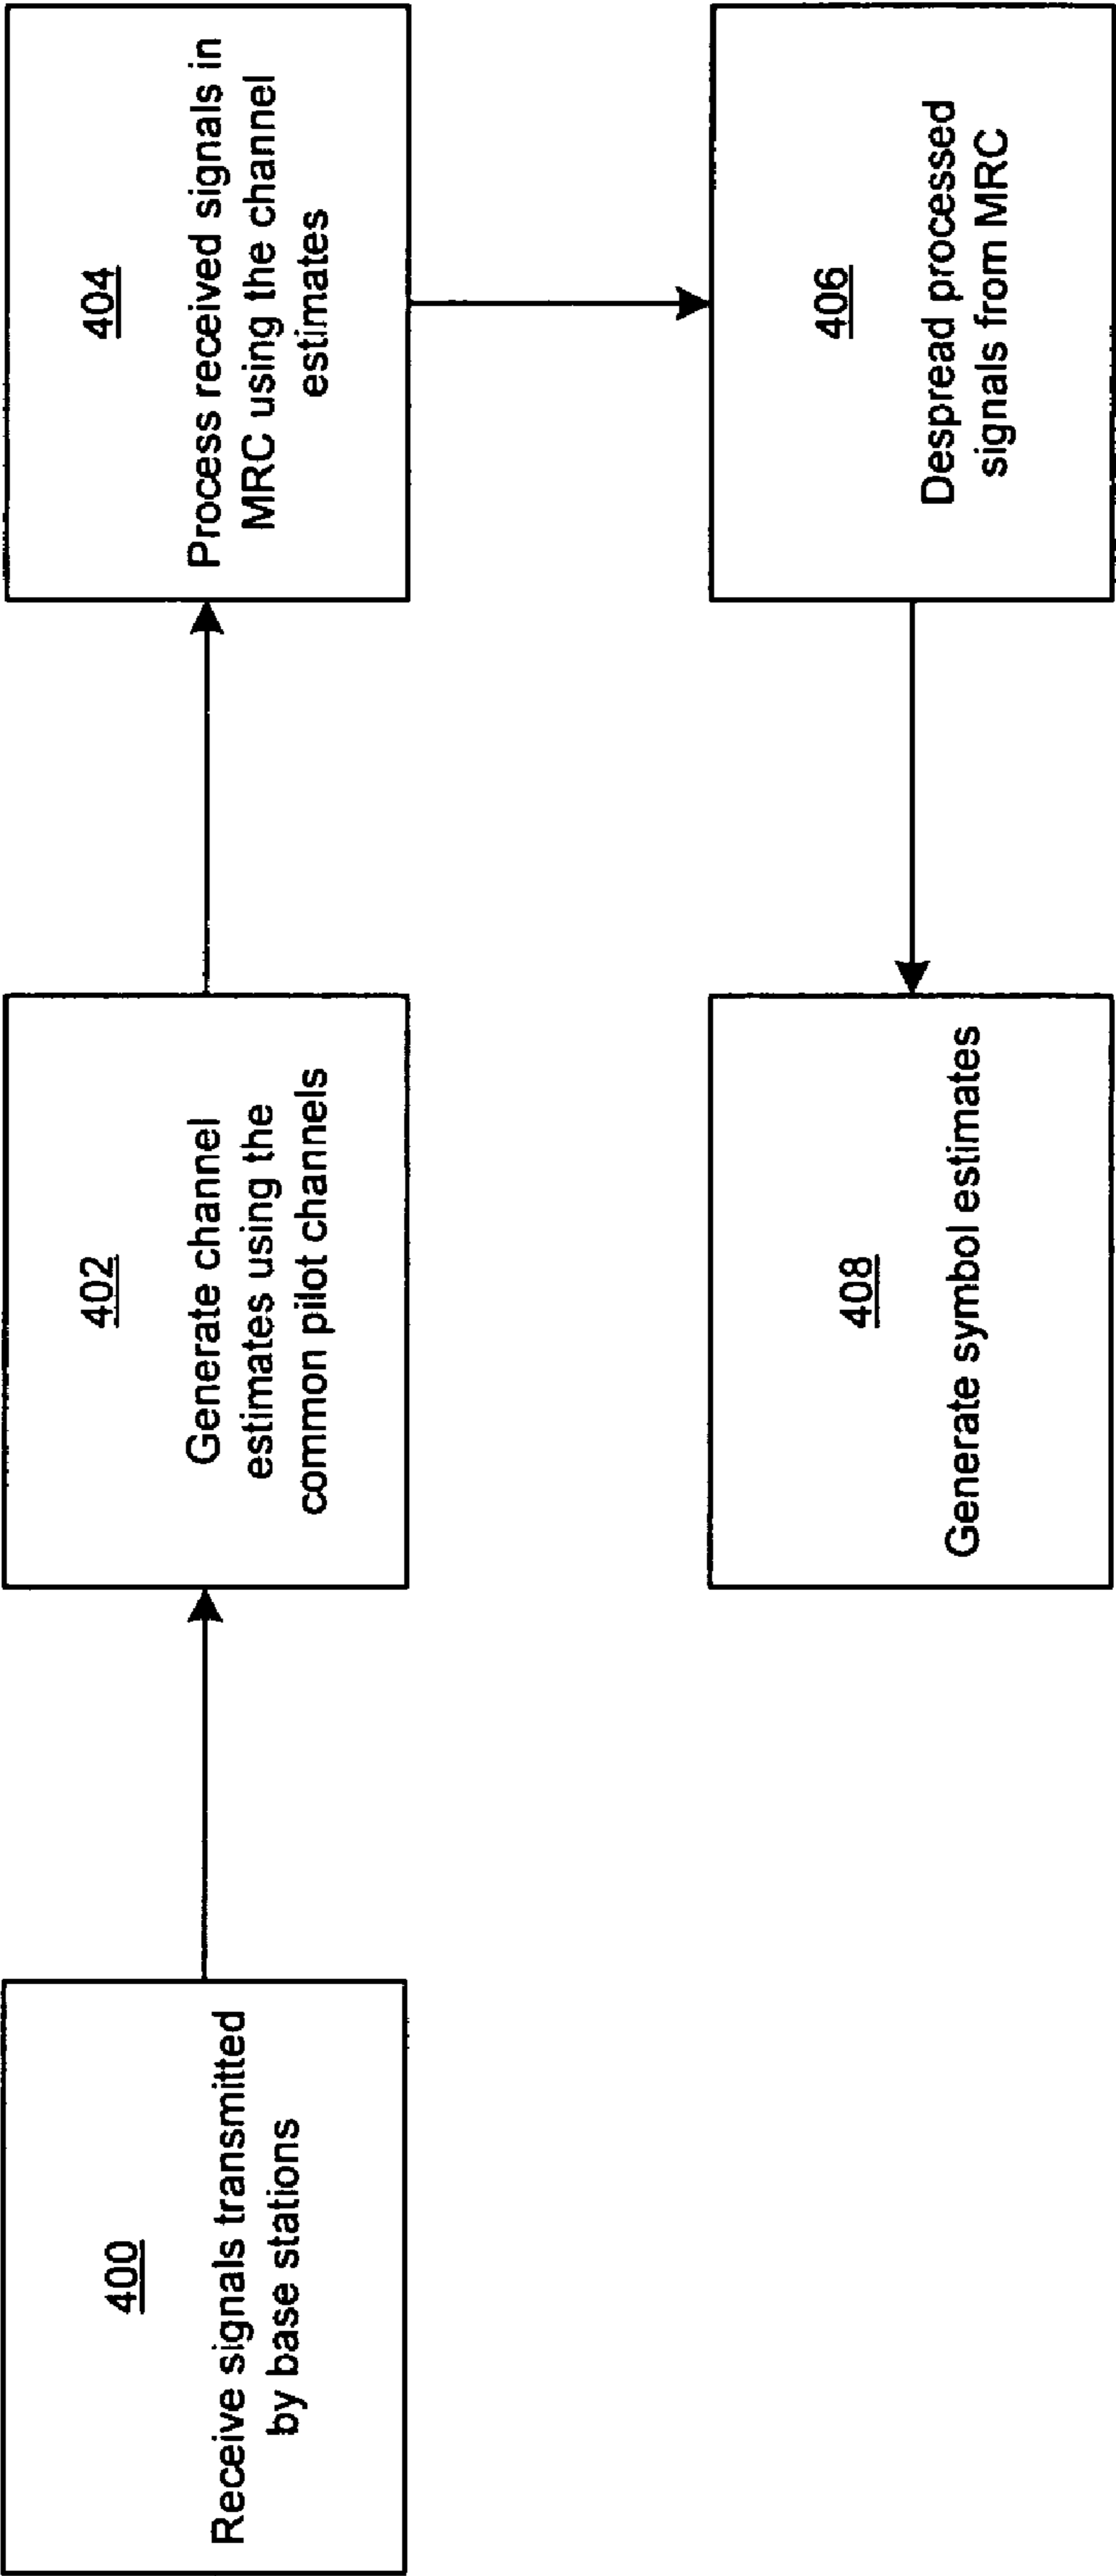 400
Receive signals transmitted
by base stations
402
Generate channel
estimates using the
common pilot channels
404
Process received signals in
MRC using the channel
estimates
406
Despread processed
signals from MRC
408
Generate symbol estimates